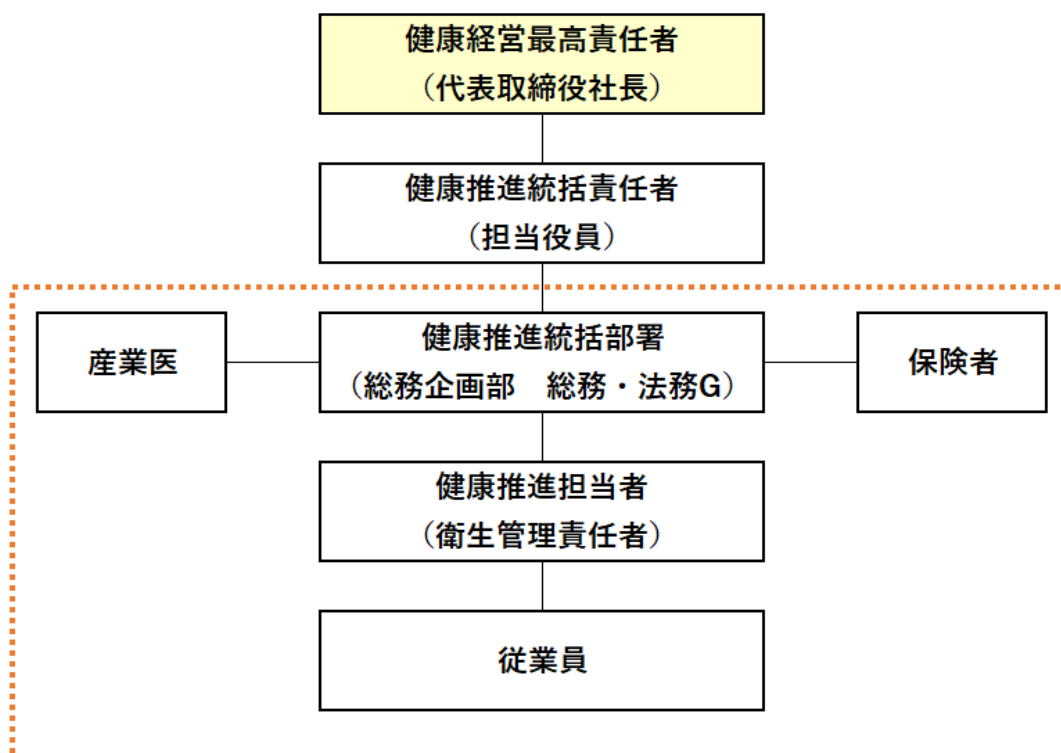 健康経営最高責任者
（代表取締役社長）
健康推進統括責任者
（担当役員）
産業医
健康推進統括部署
（総務企画部　総務・法務G）
保険者
健康推進担当者
（衛生管理責任者）
従業員